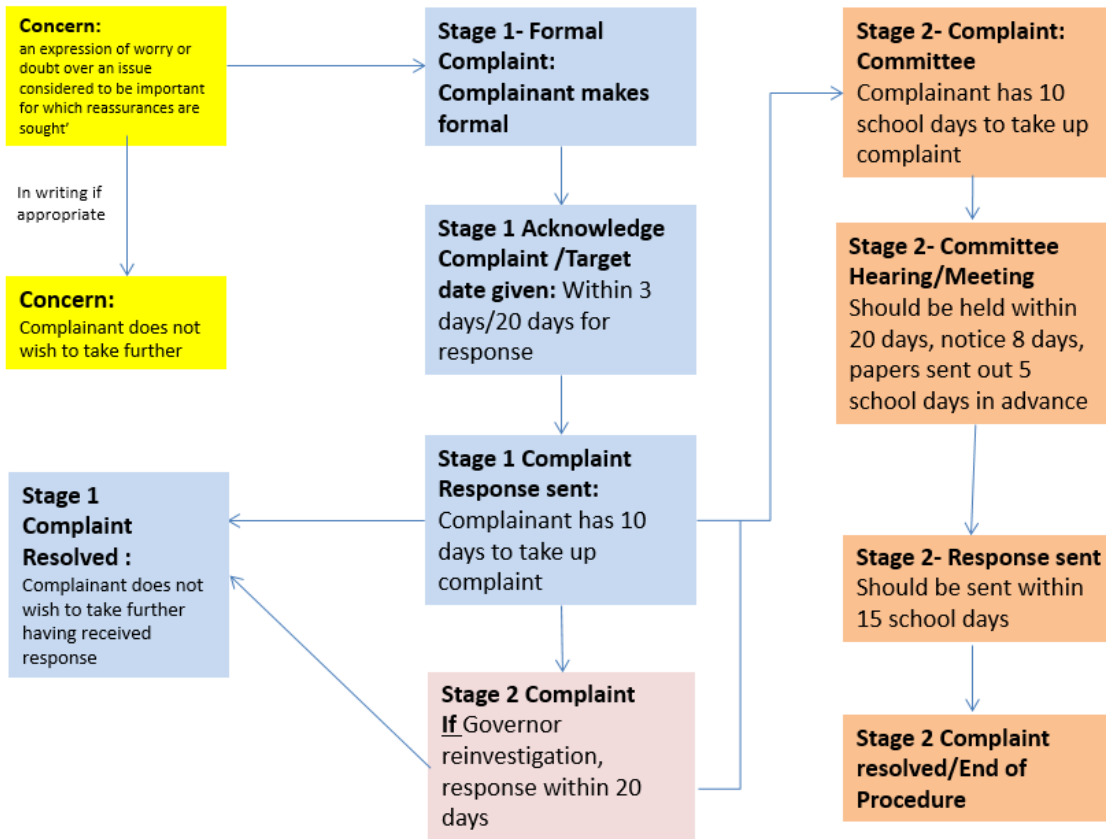 Concern:
an expression of worry or
doubt over an issue
considered to be important
for which reassurances are
sought’
In writing if
appropriate
Concern:
Complainant does not
wish to take further
Stage 1- Formal
Complaint:
Complainant makes
formal
Stage 1 Acknowledge
Complaint /Target
date given: Within 3
days/20 days for
response
Stage 1 Complaint
Response sent:
Complainant has 10
days to take up
complaint
Stage 1
Complaint
Resolved :
Complainant does not
wish to take further
having received
response
Stage 2 Complaint
If Governor
reinvestigation,
response within 20
days
Stage 2- Complaint:
Committee
Complainant has 10
school days to take up
complaint
Stage 2- Committee
Hearing/Meeting
Should be held within
20 days, notice 8 days,
papers sent out 5
school days in advance
Stage 2- Response sent
Should be sent within
15 school days
Stage 2 Complaint
resolved/End of
Procedure